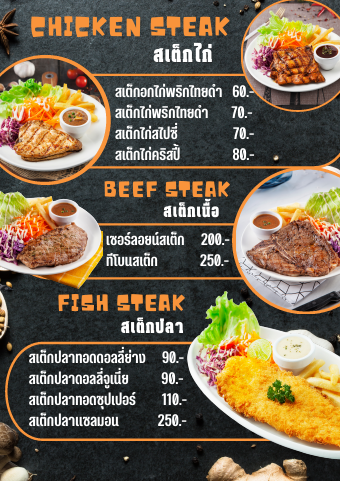 CHICKEN STEAK
สเต็กไก่
สเต็กอกไก่พริกไทยดำ 60.-
สเต็กไก่พริกไทยดำ 70.-
สเต็กไก่สไปซี่ 70.-
สเต็กไก่คริสปี้ 80.-
BEEF STEAK
สเต็กเนื้อ
เซอร์ลอยน์สเต็ก 200.-
ทีโบนสเต็ก 250.-
FISH STEAK
สเต็กปลา
สเต็กปลาทอดดอลลี่ย่าง 90.-
สเต็กปลาดอลลี่จูเนี่ย 90.-
สเต็กปลาทอดซุปเปอร์ 110.-
สเต็กปลาแซลมอน 250.-